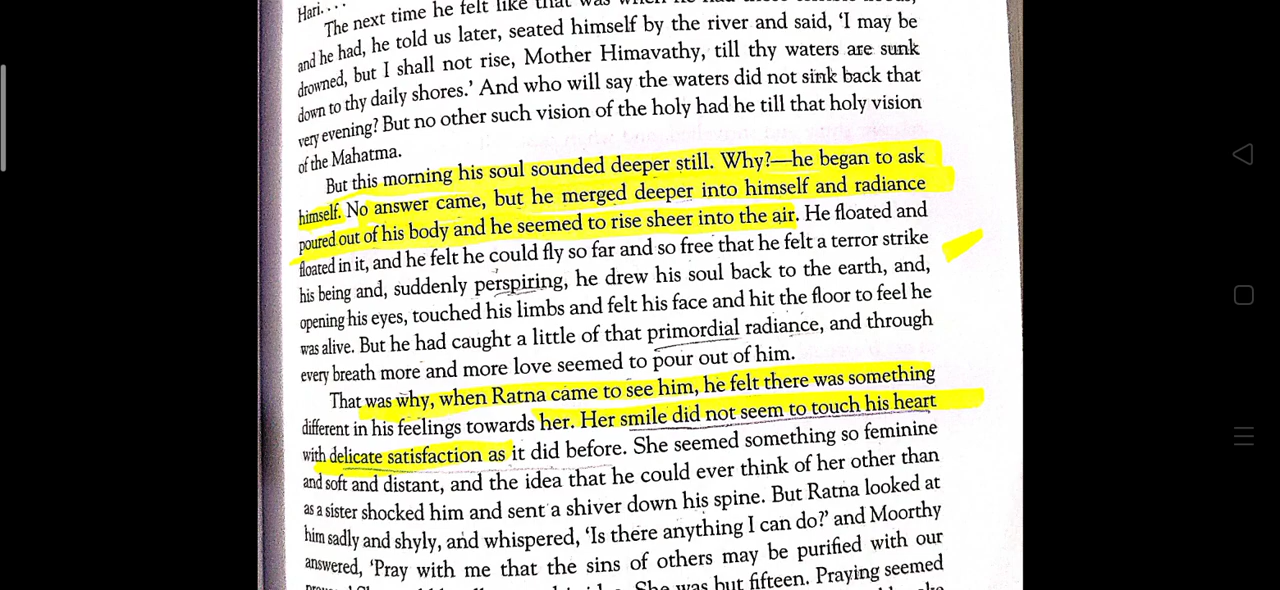 Hari. . . .
The next time he felt like that was when he had
and he had, he told us later, seated himself by the river and said, ‘I may be
drowned, but I shall not rise, Mother Himavathy, till thy waters are sunk
down to thy daily shores.’ And who will say the waters did not sink back that
very evening? But no other such vision of the holy had he till that holy vision
of the Mahatma.
But this morning his soul sounded deeper still. Why?—he began to ask
himself. No answer came, but he merged deeper into himself and radiance
poured out of his body and he seemed to rise sheer into the air. He floated and
floated in it, and he felt he could fly so far and so free that he felt a terror strike
his being and, suddenly perspiring, he drew his soul back to the earth, and,
opening his eyes, touched his limbs and felt his face and hit the floor to feel he
was alive. But he had caught a little of that primordial radiance, and through
every breath more and more love seemed to pour out of him.
That was why, when Ratna came to see him, he felt there was something
different in his feelings towards her. Her smile did not seem to touch his heart
with delicate satisfaction as it did before. She seemed something so feminine
and soft and distant, and the idea that he could ever think of her other than
as a sister shocked him and sent a shiver down his spine. But Ratna looked at
him sadly and shyly, and whispered, ‘Is there anything I can do?’ and Moorthy
answered, ‘Pray with me that the sins of others may be purified with our
She was but fifteen. Praying seemed